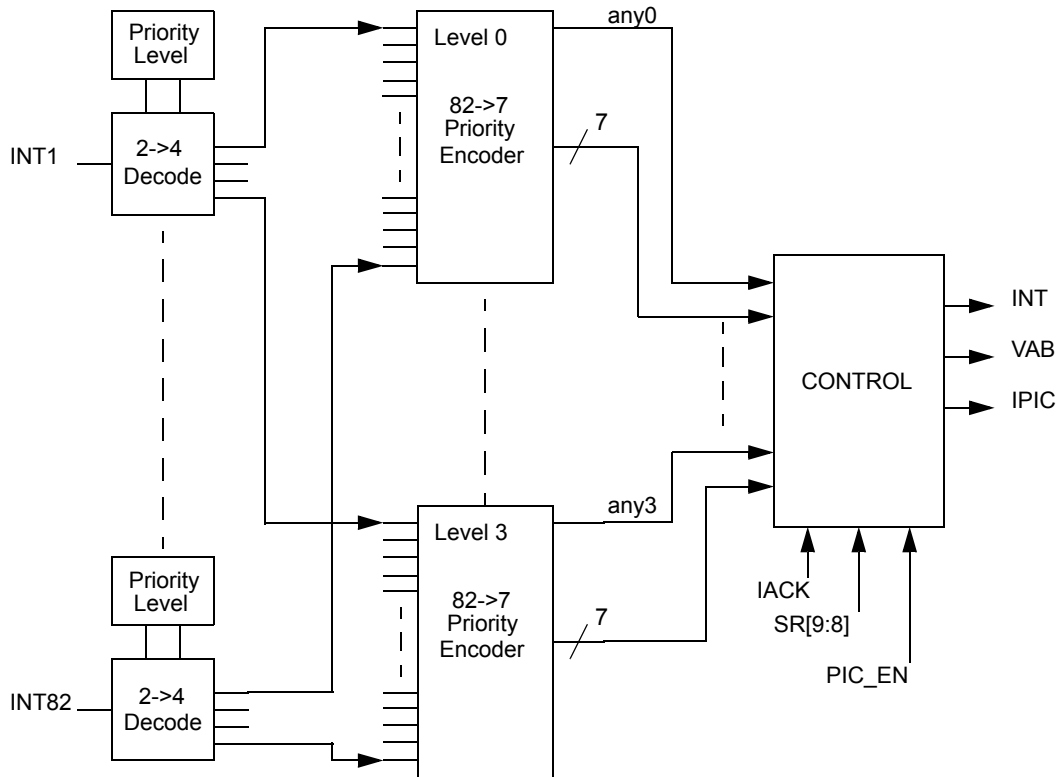 Priority
Level
2->4
Decode
INT1
Level 0
82->7
Priority
Encoder
any0
7
CONTROL
INT
VAB
IPIC
IACK
SR[9:8]
PIC_EN
Priority
Level
2->4
Decode
INT82
Level 3
82->7
Priority
Encoder
any3
7